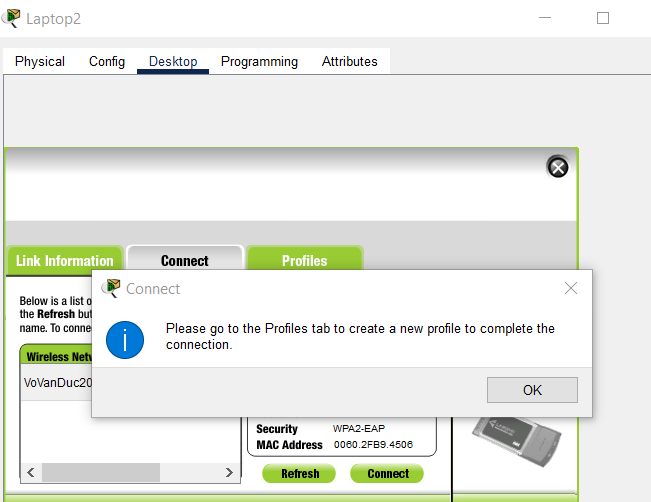 Laptop2
Physical Config Desktop Programming Attributes
Link Information Connect Profiles
Connect
Below is a list o
the Refresh but
name. To conne
Please go to the Profiles tab to create a new profile to complete the
connection.
OK
Wireless Netw
VoVanDuc20
Security WPA2-EAP
MAC Address 0060.2FB9.4506
Refresh Connect